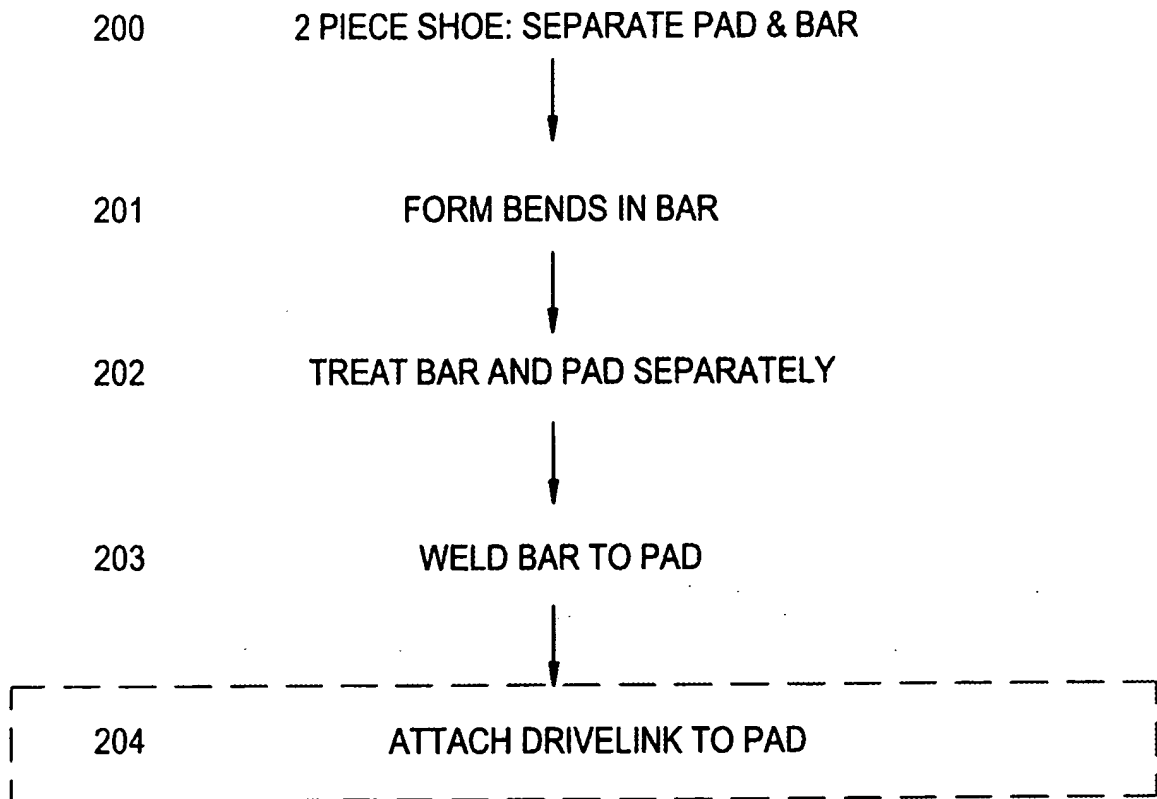 200 2 PIECE SHOE: SEPARATE PAD & BAR
201 FORM BENDS IN BAR
202 TREAT BAR AND PAD SEPARATELY
203 WELD BAR TO PAD
204 ATTACH DRIVELINK TO PAD